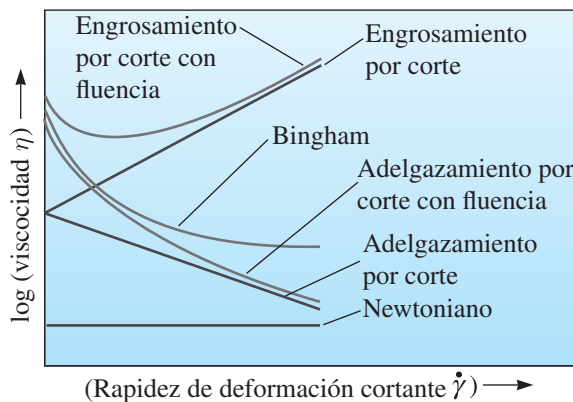 Engrosamiento
por corte con
fluencia
Engrosamiento
por corte
Bingham
Adelgazamiento por
corte con fluencia
Adelgazamiento
por corte
Newtoniano
log (viscocidad η)
(Rapidez de deformación cortante γ̇)